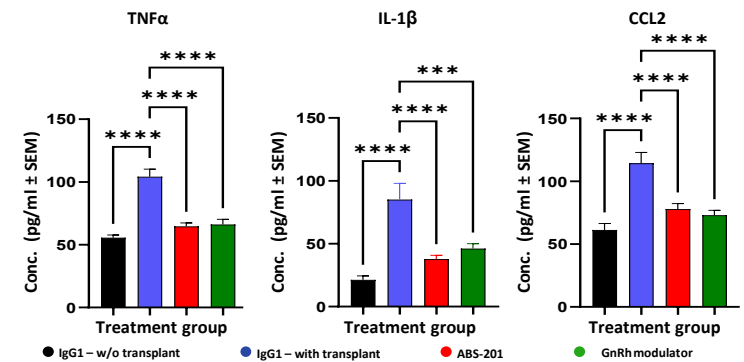 TNFα
****
****
****
Conc. (pg/ml ± SEM)
150
100
50
0
Treatment group
IL-1β
***
****
****
Conc. (pg/ml ± SEM)
150
100
50
0
Treatment group
CCL2
****
****
****
Conc. (pg/ml ± SEM)
150
100
50
0
Treatment group
IgG1 – w/o transplant
IgG1 – with transplant
ABS-201
GnRh modulator